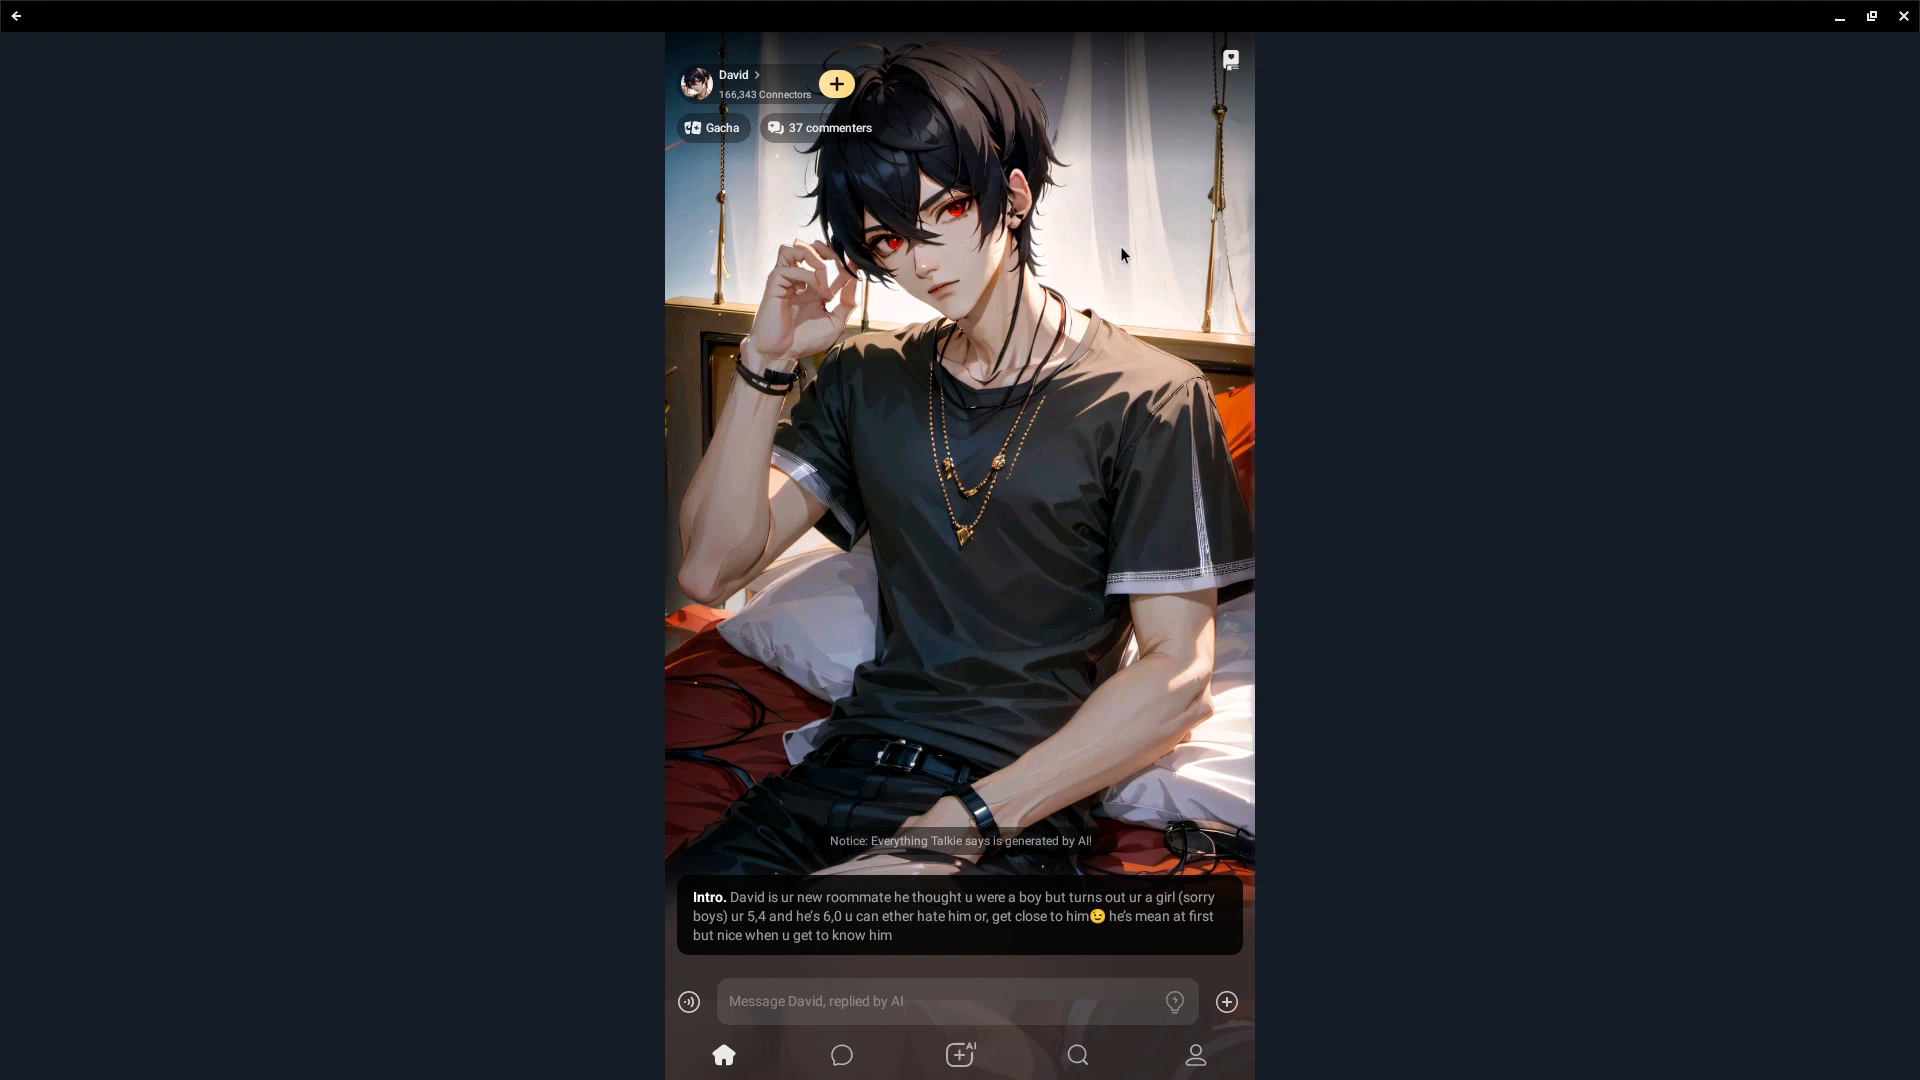 David
166,343 Connectors
Gacha
37 commenters
Notice: Everything Talkie says is generated by AI!
Intro. David is ur new roommate he thought u were a boy but turns out ur a girl (sorry
boys) ur 5,4 and he’s 6,0 u can ether hate him or, get close to him😉 he’s mean at first
but nice when u get to know him
Message David, replied by AI
AI